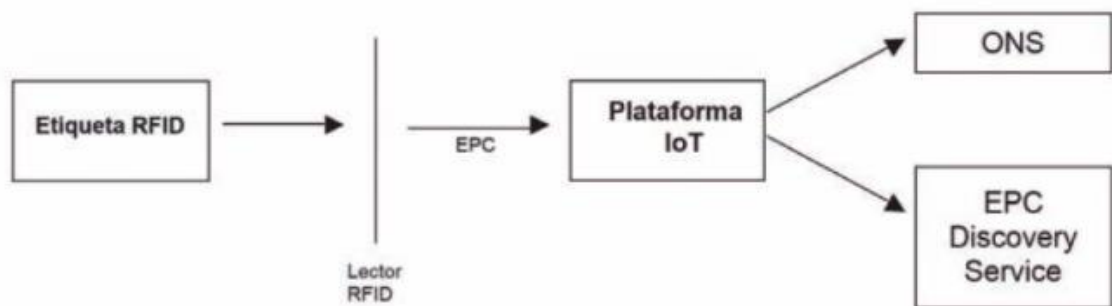 Etiqueta RFID
Lector
RFID
EPC
Plataforma
IoT
ONS
EPC
Discovery
Service